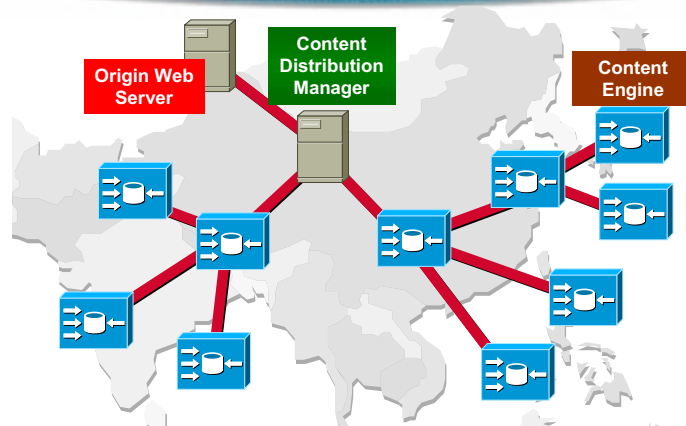 Origin Web
Server
Content
Distribution
Manager
Content
Engine